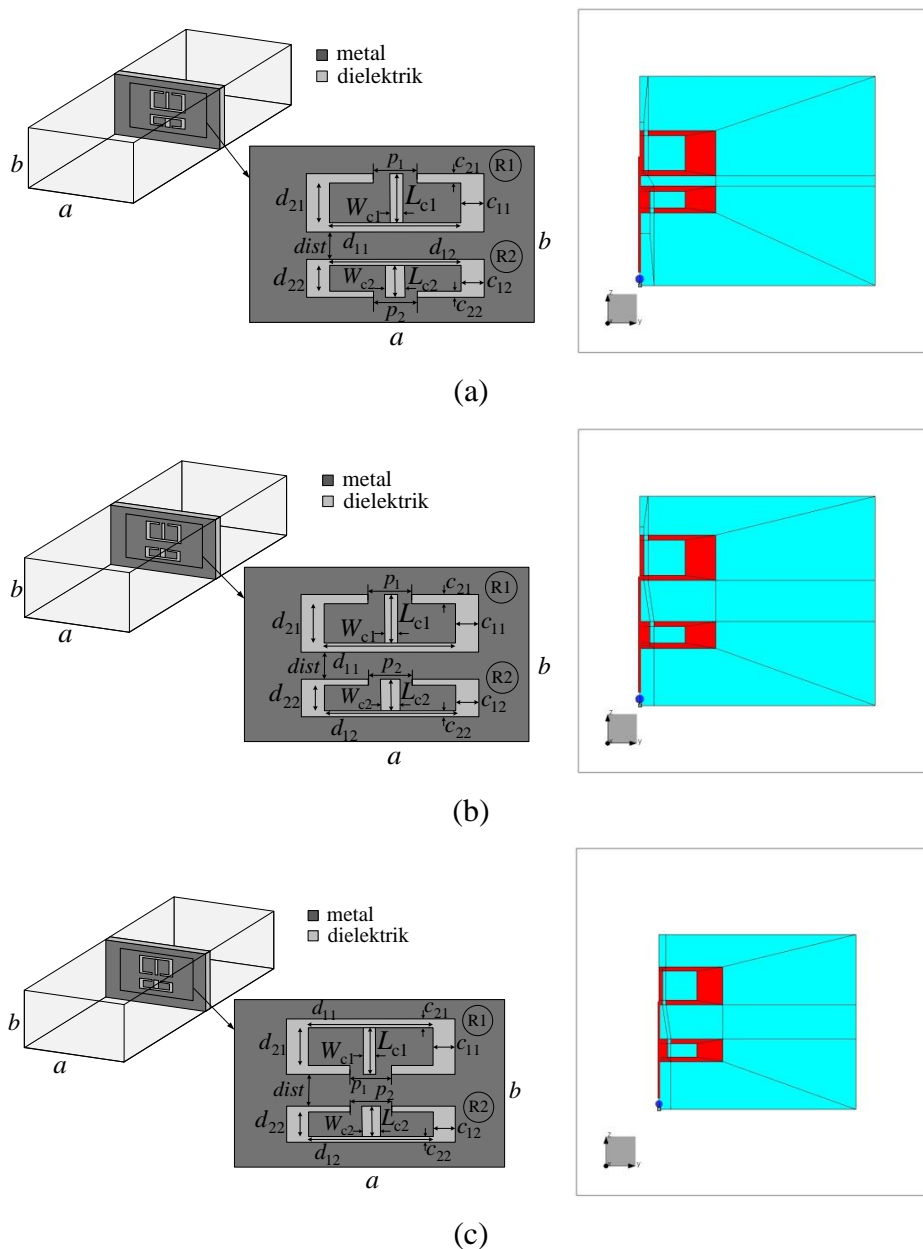 metal
dielektrik
b
a
p1
c21
R1
d21
Wc1
Lc1
c11
dist
d11
d12
b
R2
d22
Wc2
Lc2
c12
p2
c22
a
z
x
y
(a)
metal
dielektrik
b
a
p1
c21
R1
d21
Wc1
Lc1
c11
dist
d11
p2
b
R2
d22
Wc2
Lc2
c12
d12
c22
a
z
x
y
(b)
metal
dielektrik
b
a
d11
c21
R1
d21
Wc1
Lc1
c11
dist
p1
p2
b
R2
d22
Wc2
Lc2
c12
d12
c22
a
z
x
y
(c)